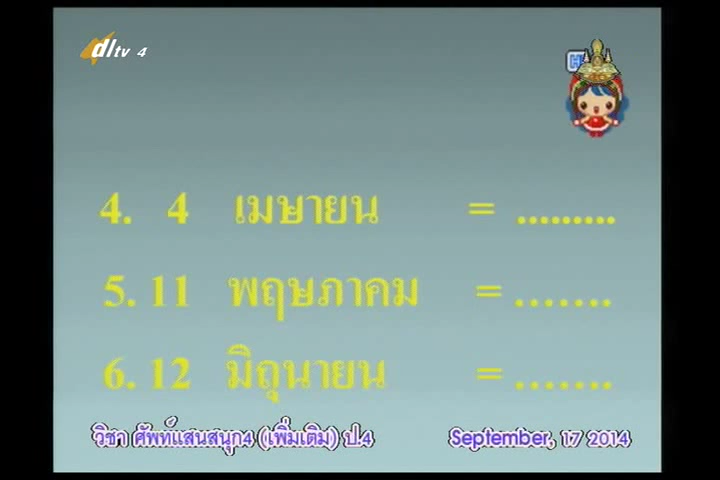 dltv 4
4. 4 เมษายน = .........
5. 11 พฤษภาคม = .......
6. 12 มิถุนายน = .......
วิชา ศัพท์แสนสนุก4 (เพิ่มเติม) ป.4 September, 17 2014